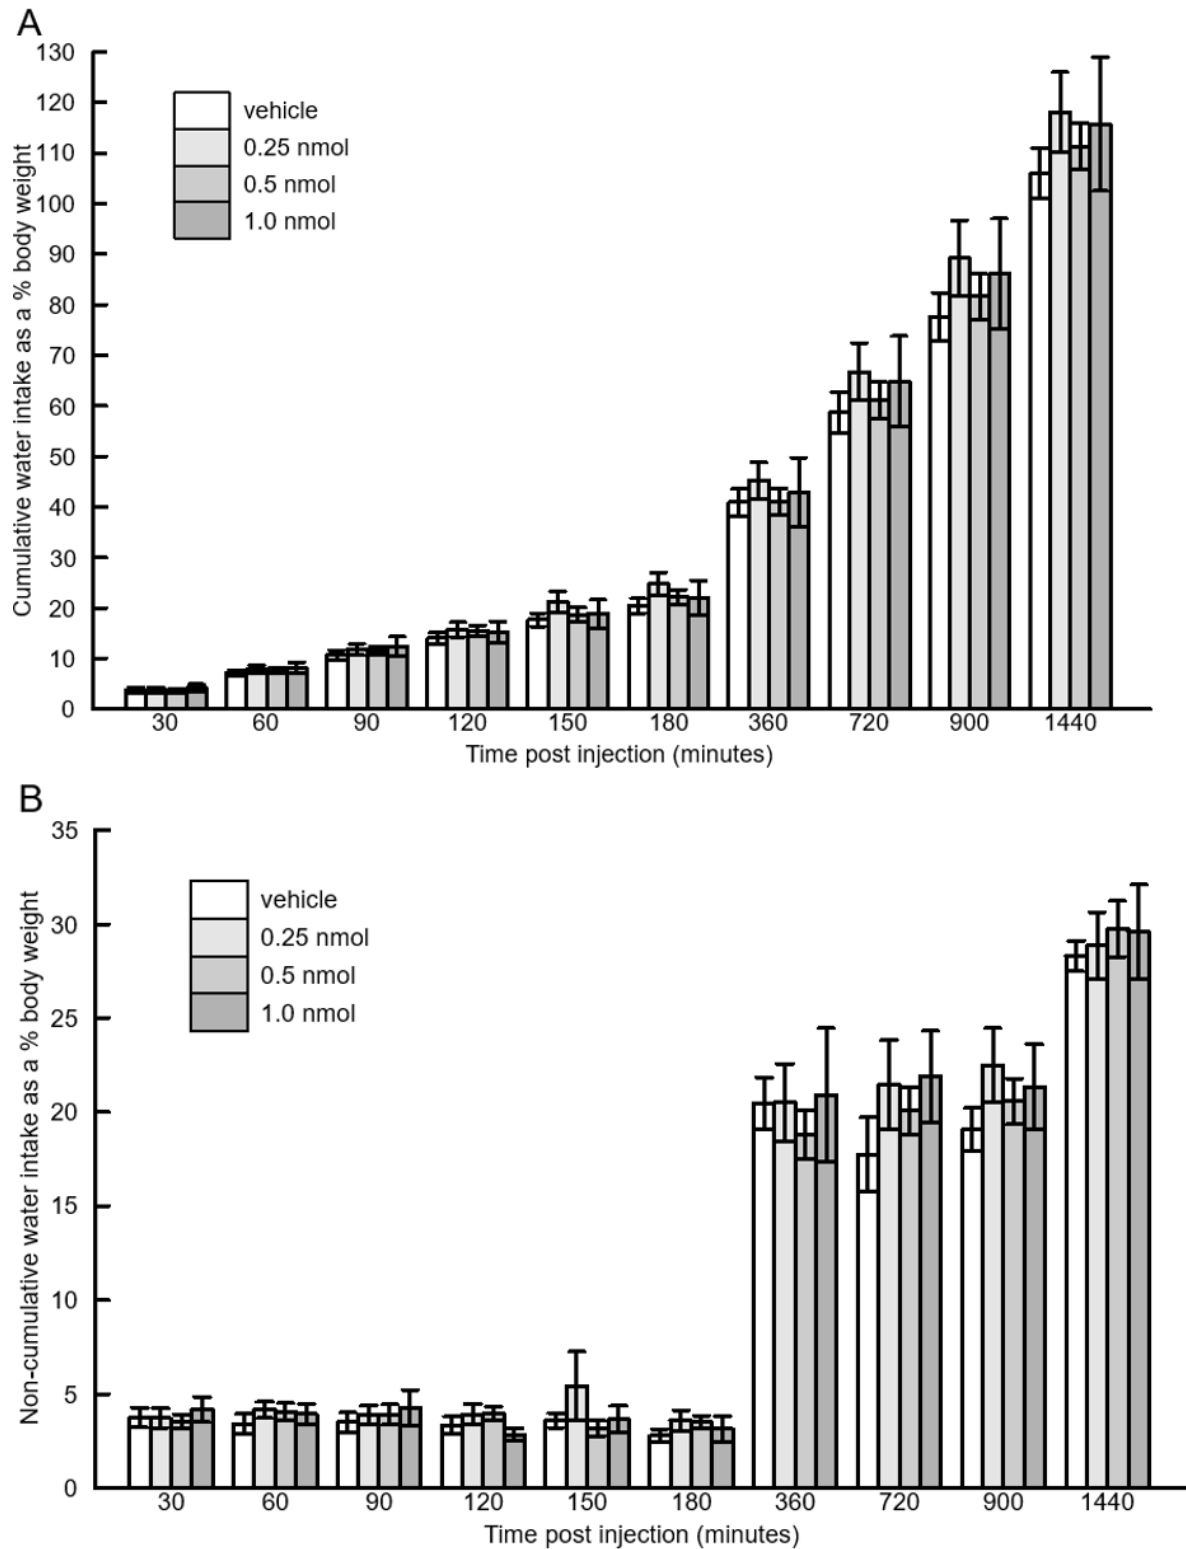 A
Cumulative water intake as a % body weight
130
120
110
100
90
80
70
60
50
40
30
20
10
0
vehicle
0.25 nmol
0.5 nmol
1.0 nmol
30 60 90 120 150 180 360 720 900 1440
Time post injection (minutes)
B
Non-cumulative water intake as a % body weight
35
30
25
20
15
10
5
0
vehicle
0.25 nmol
0.5 nmol
1.0 nmol
30 60 90 120 150 180 360 720 900 1440
Time post injection (minutes)